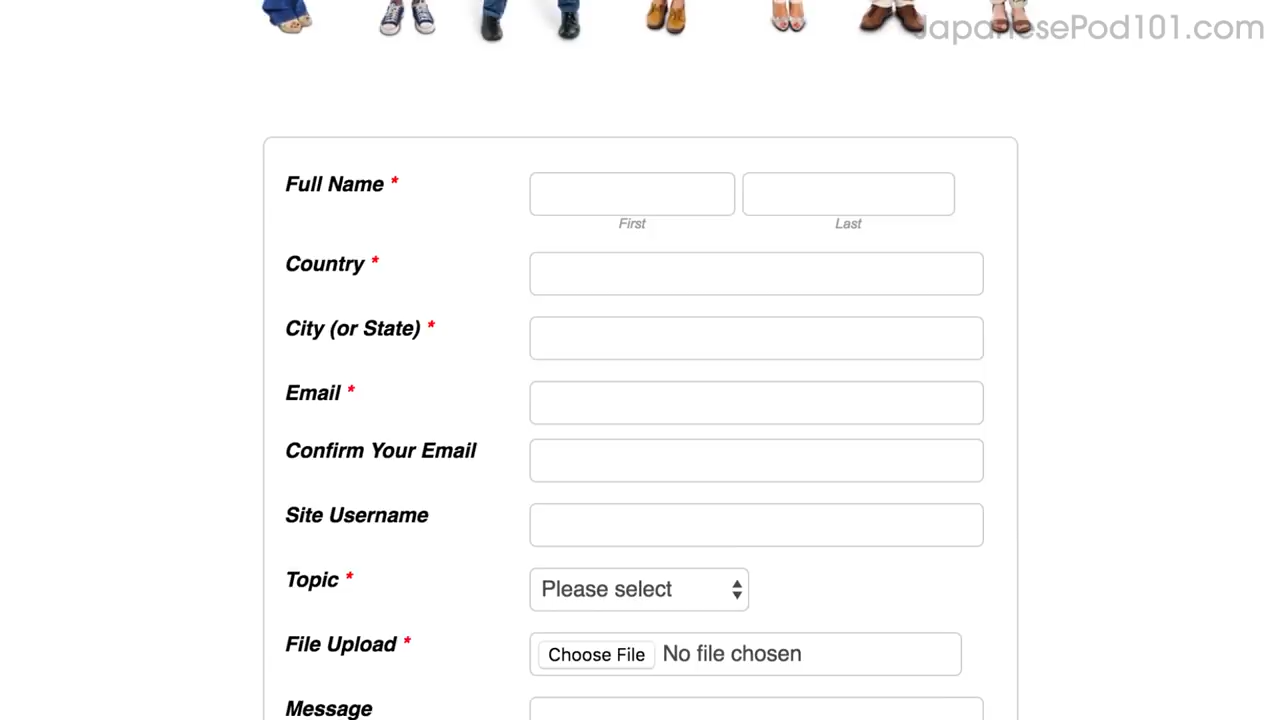 JapanesePod101.com
Full Name *
First Last
Country *
City (or State) *
Email *
Confirm Your Email
Site Username
Topic * Please select
File Upload * Choose File No file chosen
Message